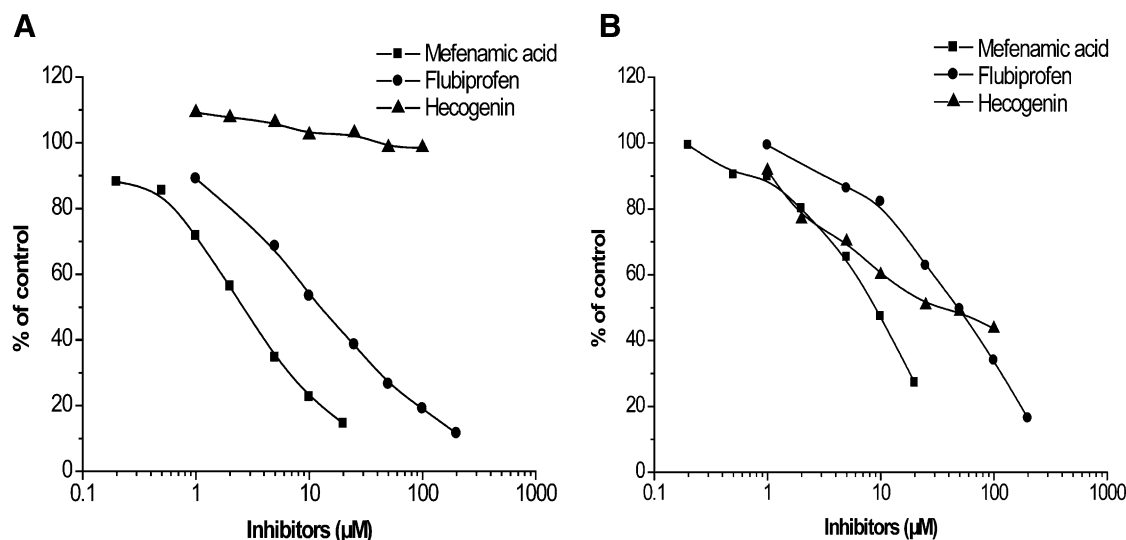 A
Mefenamic acid
Flubiprofen
Hecogenin
120
100
80
60
40
20
0
% of control
0.1 1 10 100 1000
Inhibitors (µM)
B
Mefenamic acid
Flubiprofen
Hecogenin
120
100
80
60
40
20
0
% of control
0.1 1 10 100 1000
Inhibitors (µM)